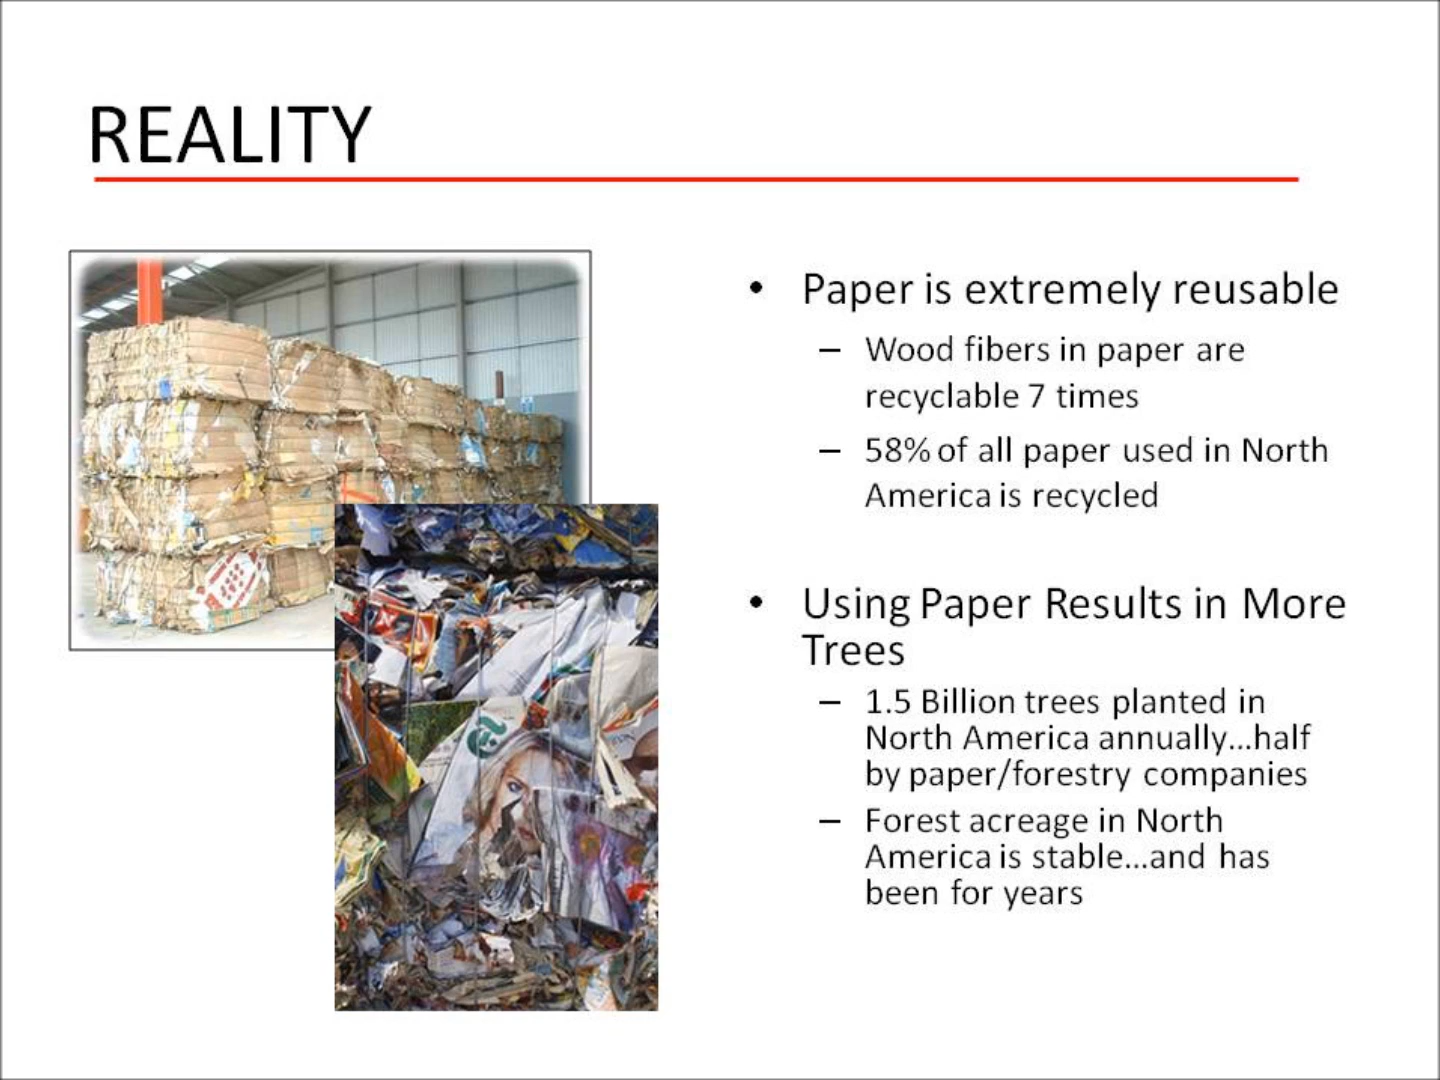 REALITY
• Paper is extremely reusable
– Wood fibers in paper are
recyclable 7 times
– 58% of all paper used in North
America is recycled
• Using Paper Results in More
Trees
– 1.5 Billion trees planted in
North America annually...half
by paper/forestry companies
– Forest acreage in North
America is stable...and has
been for years